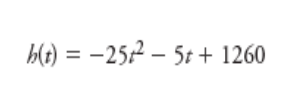 h(t) = −25t² − 5t + 1260